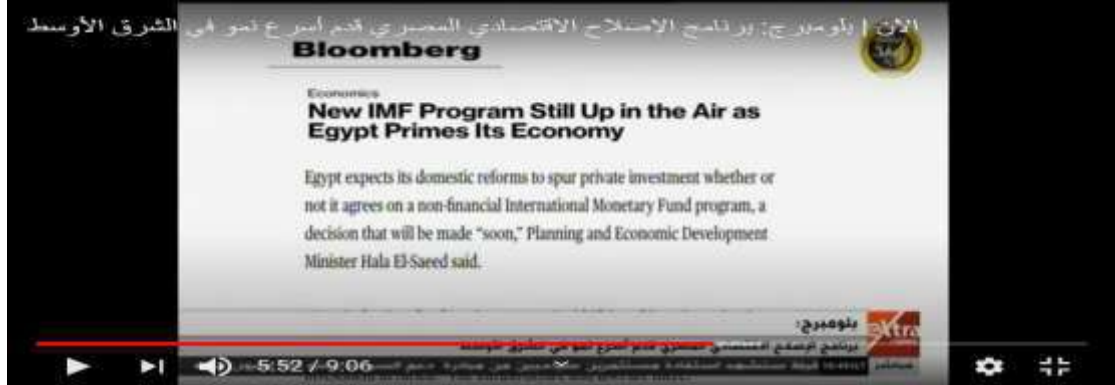 الان | بلومبرج: برنامج الاصلاح الاقتصادي المصري قدم أسرع نمو في الشرق الأوسط
Bloomberg
Economics
New IMF Program Still Up in the Air as
Egypt Primes Its Economy
Egypt expects its domestic reforms to spur private investment whether or
not it agrees on a non-financial International Monetary Fund program, a
decision that will be made “soon,” Planning and Economic Development
Minister Hala El-Saeed said.
بلومبرج:
eXtra
برنامج الإصلاح الاقتصادي المصري قدم أسرع نمو في الشرق الأوسط
مباشر
5:52 / 9:06